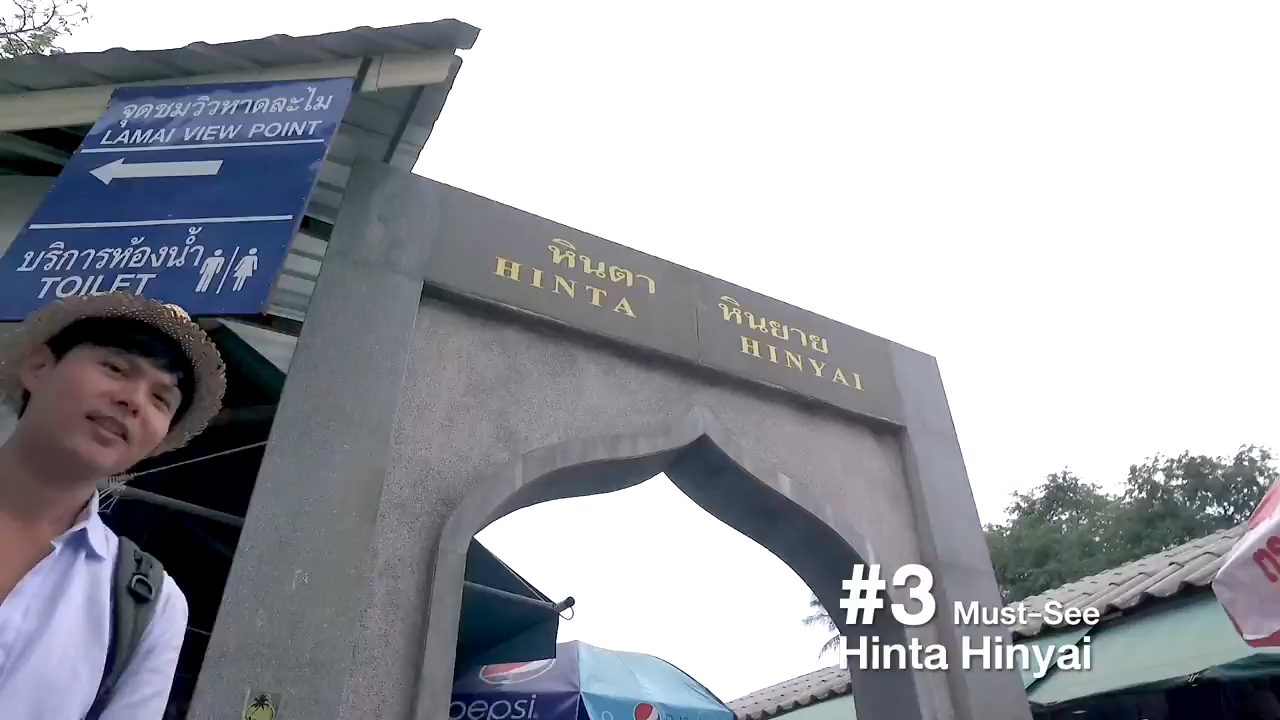 จุดชมวิวหาดละไม
LAMAI VIEW POINT
บริการห้องน้ำ
TOILET
หินตา
HINTA
หินยาย
HINYAI
pepsi
#3 Must-See
Hinta Hinyai